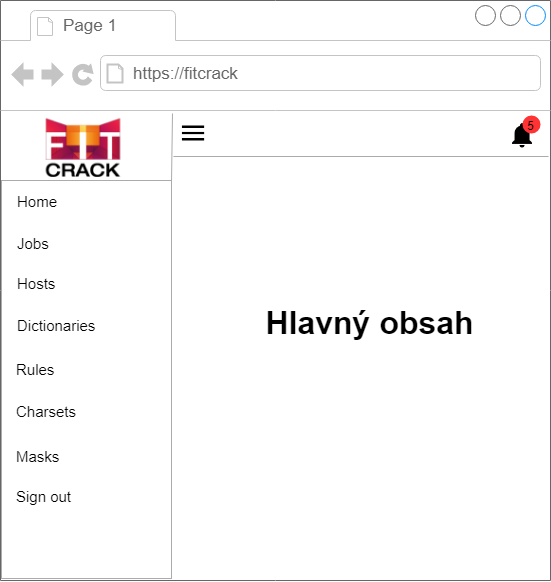 Page 1
https://fitcrack
FIT
CRACK
5
Home
Jobs
Hosts
Dictionaries
Rules
Charsets
Masks
Sign out
Hlavný obsah